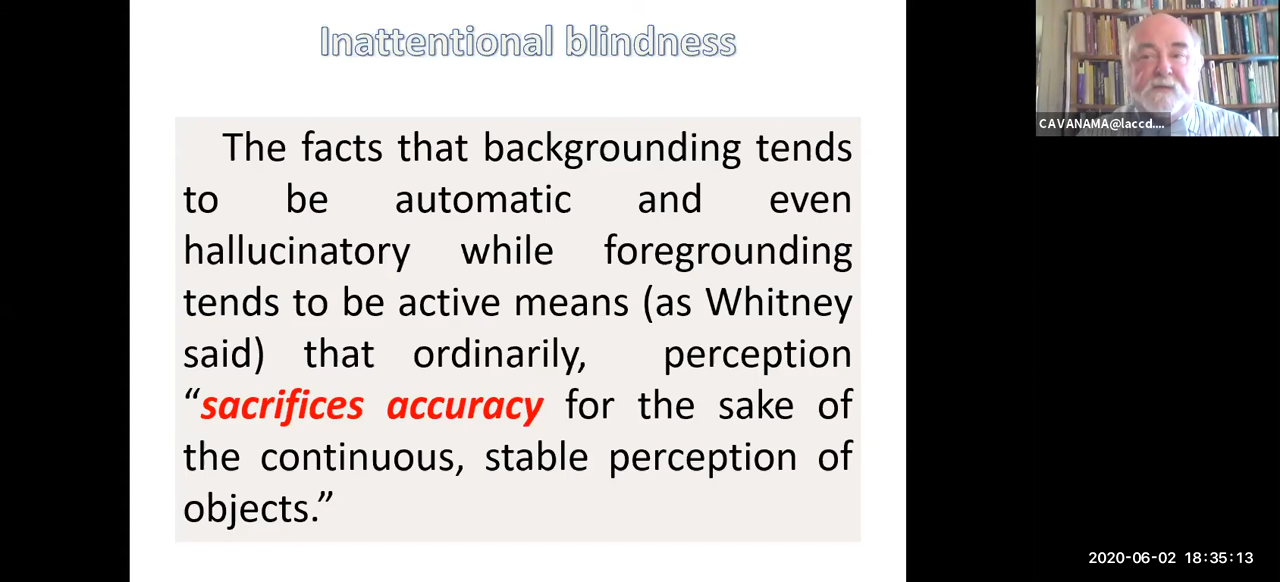 Inattentional blindness
The facts that backgrounding tends
to be automatic and even
hallucinatory while foregrounding
tends to be active means (as Whitney
said) that ordinarily, perception
“sacrifices accuracy for the sake of
the continuous, stable perception of
objects.”
CAVANAMA@laccd....
2020-06-02 18:35:13